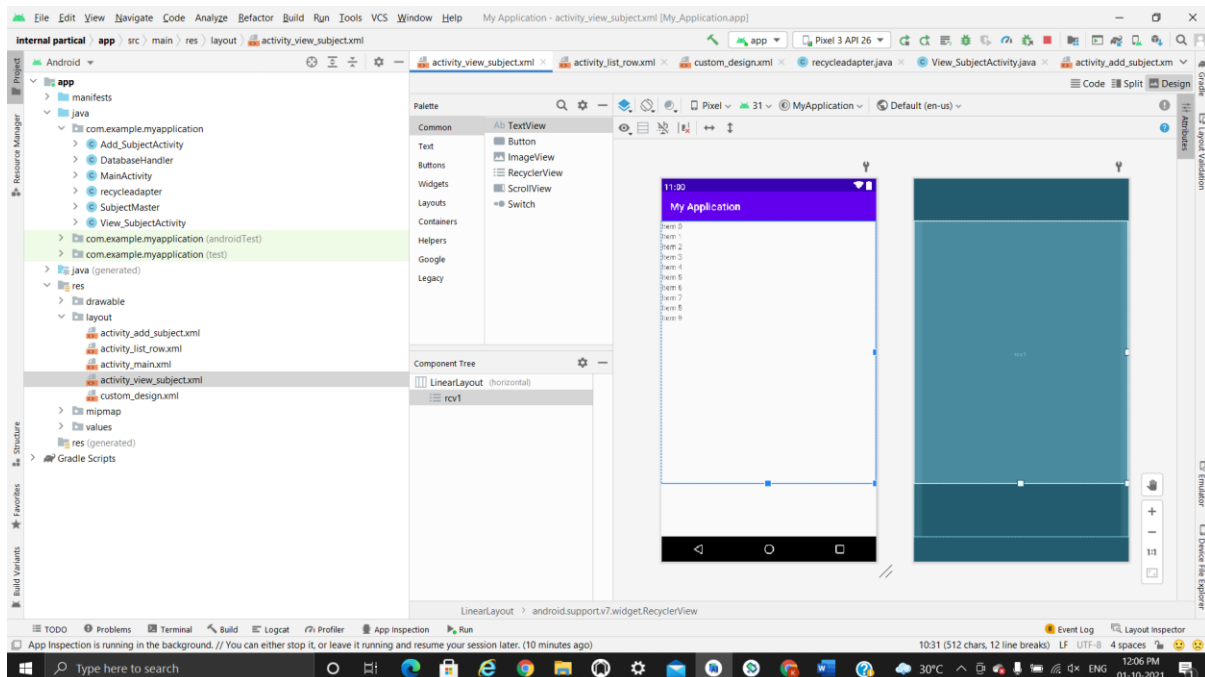 File Edit View Navigate Code Analyze Refactor Build Run Tools VCS Window Help My Application - activity_view_subject.xml [My_Application.app]
internal partical app src main res layout activity_view_subject.xml app Pixel 3 API 26
Android activity_view_subject.xml activity_list_row.xml custom_design.xml recycleadapter.java View_SubjectActivity.java activity_add_subject.xm
Code Split Design
Project
Resource Manager
Structure
Favorites
Build Variants
app
manifests
java
com.example.myapplication
Add_SubjectActivity
DatabaseHandler
MainActivity
recycleadapter
SubjectMaster
View_SubjectActivity
com.example.myapplication (androidTest)
com.example.myapplication (test)
java (generated)
res
drawable
layout
activity_add_subject.xml
activity_list_row.xml
activity_main.xml
activity_view_subject.xml
custom_design.xml
mipmap
values
res (generated)
Gradle Scripts
Palette
Common
Text
Buttons
Widgets
Layouts
Containers
Helpers
Google
Legacy
Ab TextView
Button
ImageView
RecyclerView
ScrollView
Switch
Component Tree
LinearLayout (horizontal)
rcv1
Pixel 31 MyApplication Default (en-us)
11:00
My Application
Item 0
Item 1
Item 2
Item 3
Item 4
Item 5
Item 6
Item 7
Item 8
Item 9
rcv1
1:1
Gradle
Layout Validation
Attributes
Emulator
Device File Explorer
LinearLayout > android.support.v7.widget.RecyclerView
TODO Problems Terminal Build Logcat Profiler App Inspection Run Event Log Layout Inspector
App Inspection is running in the background. // You can either stop it, or leave it running and resume your session later. (10 minutes ago) 10:31 (512 chars, 12 line breaks) LF UTF-8 4 spaces
Type here to search 30°C ENG 12:06 PM
01-10-2021